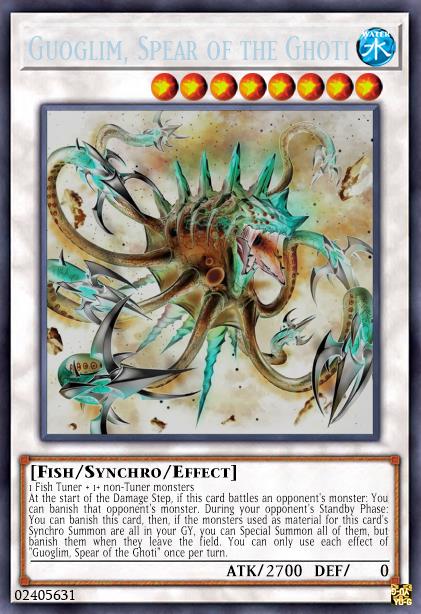 Guoglim, Spear of the Ghoti
WATER
水
[Fish/Synchro/Effect]
1 Fish Tuner + 1+ non-Tuner monsters
At the start of the Damage Step, if this card battles an opponent's monster: You
can banish that opponent's monster. During your opponent's Standby Phase:
You can banish this card, then, if the monsters used as material for this card's
Synchro Summon are all in your GY, you can Special Summon all of them, but
banish them when they leave the field. You can only use each effect of
"Guoglim, Spear of the Ghoti" once per turn.
ATK/2700 DEF/ 0
02405631